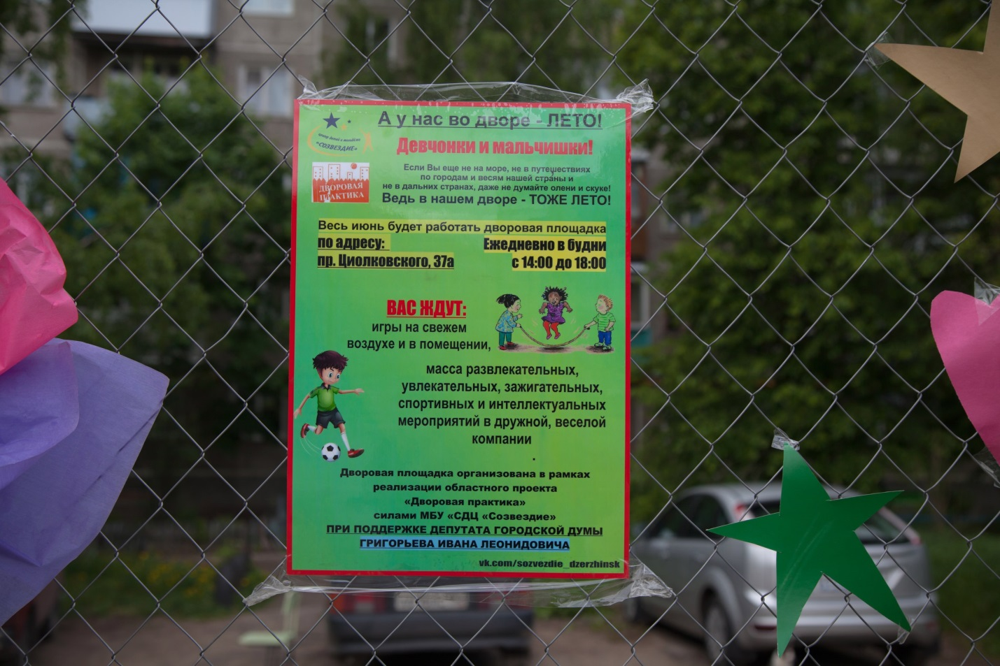 А у нас во дворе - ЛЕТО!
центр детей и молодёжи
"СОЗВЕЗДИЕ"
Девчонки и мальчишки!
ДВОРОВАЯ
ПРАКТИКА
Если Вы еще не на море, не в путешествиях
по городам и весям нашей страны и
не в дальних странах, даже не думайте олени и скуке!
Ведь в нашем дворе - ТОЖЕ ЛЕТО!
Весь июнь будет работать дворовая площадка
по адресу: Ежедневно в будни
пр. Циолковского, 37а с 14:00 до 18:00
ВАС ЖДУТ:
игры на свежем
воздухе и в помещении,
масса развлекательных,
увлекательных, зажигательных,
спортивных и интеллектуальных
мероприятий в дружной, веселой
компании
.
Дворовая площадка организована в рамках
реализации областного проекта
«Дворовая практика»
силами МБУ «СДЦ «Созвездие»
ПРИ ПОДДЕРЖКЕ ДЕПУТАТА ГОРОДСКОЙ ДУМЫ
ГРИГОРЬЕВА ИВАНА ЛЕОНИДОВИЧА
vk.com/sozvezdie_dzerzhinsk